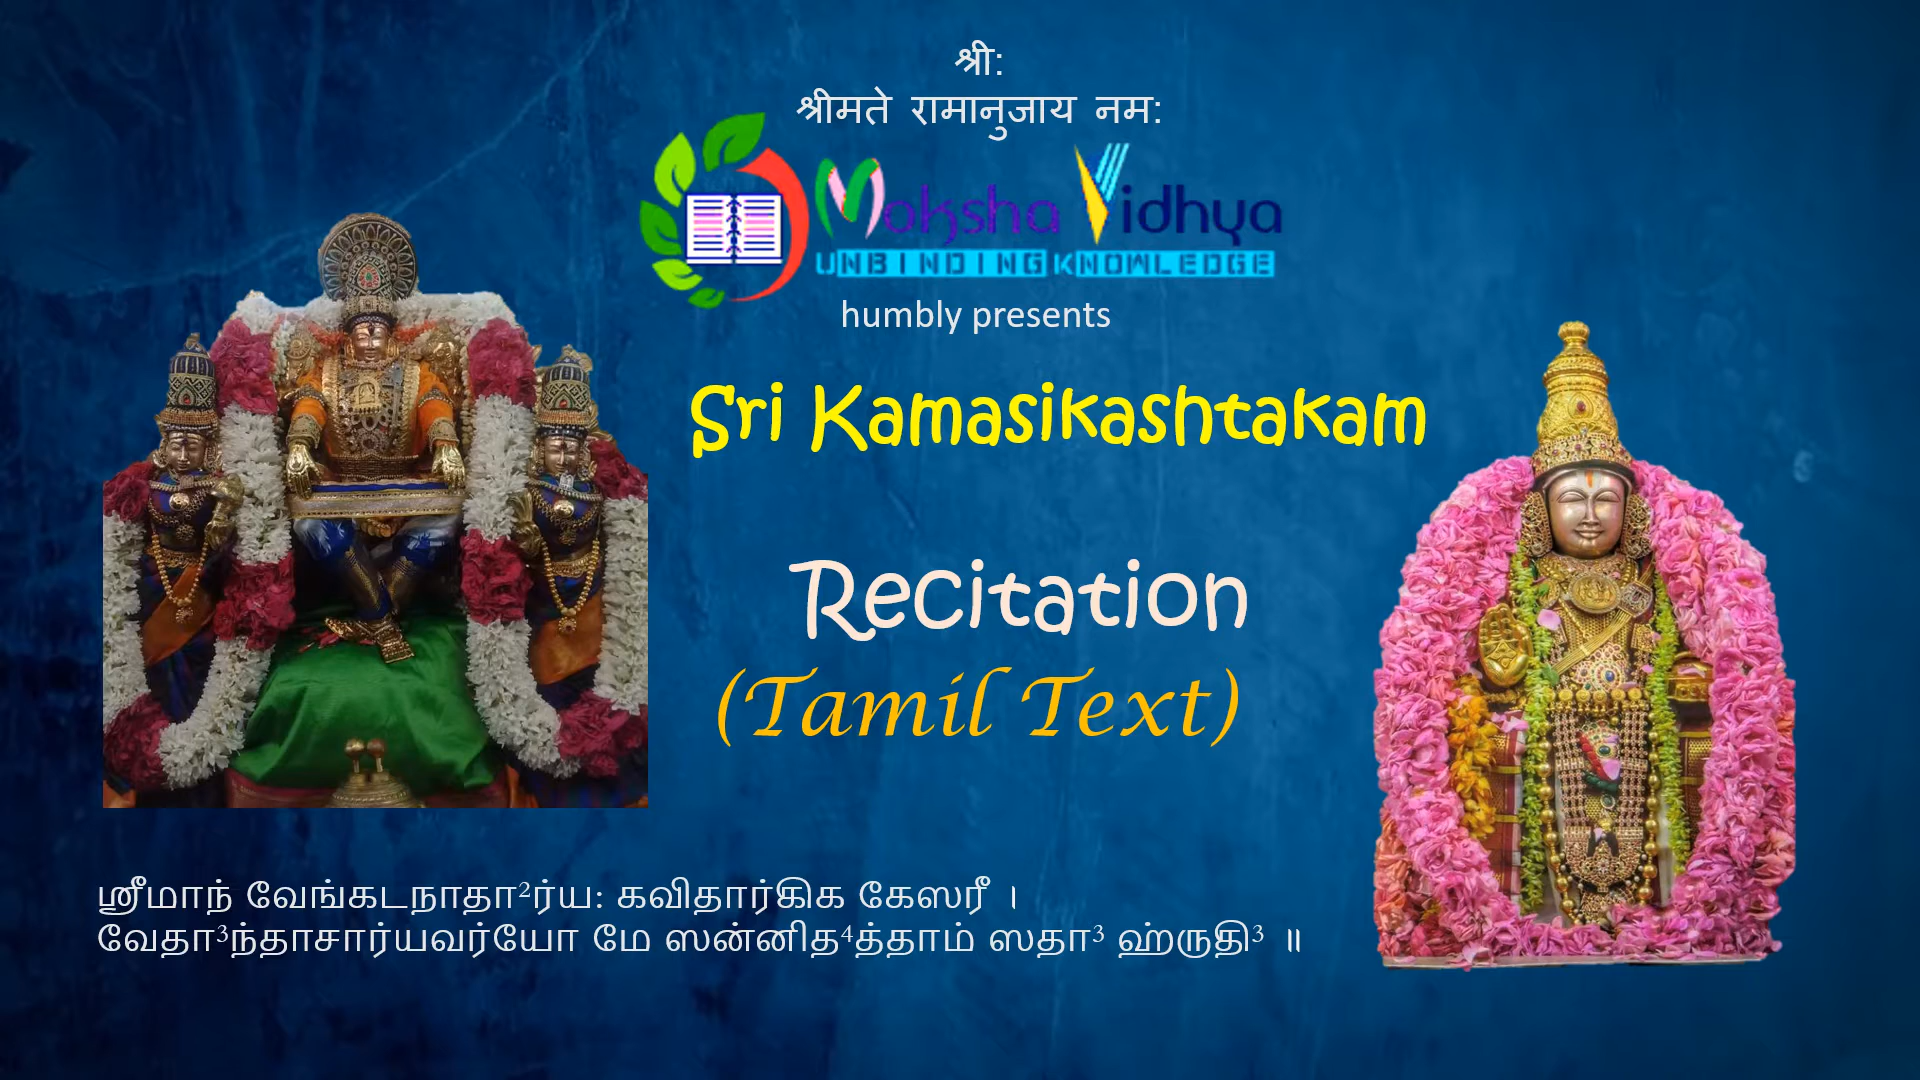 श्री:
श्रीमते रामानुजाय नम:
Moksha Vidhya
UNBINDING KNOWLEDGE
humbly presents
Sri Kamasikashtakam
Recitation
(Tamil Text)
ஸ்ரீமாந் வேங்கடநாதா²ர்ய: கவிதார்கிக கேஸரீ ।
வேதா³ந்தாசார்யவர்யோ மே ஸன்னித⁴த்தாம் ஸதா³ ஹ்ருதி³ ॥